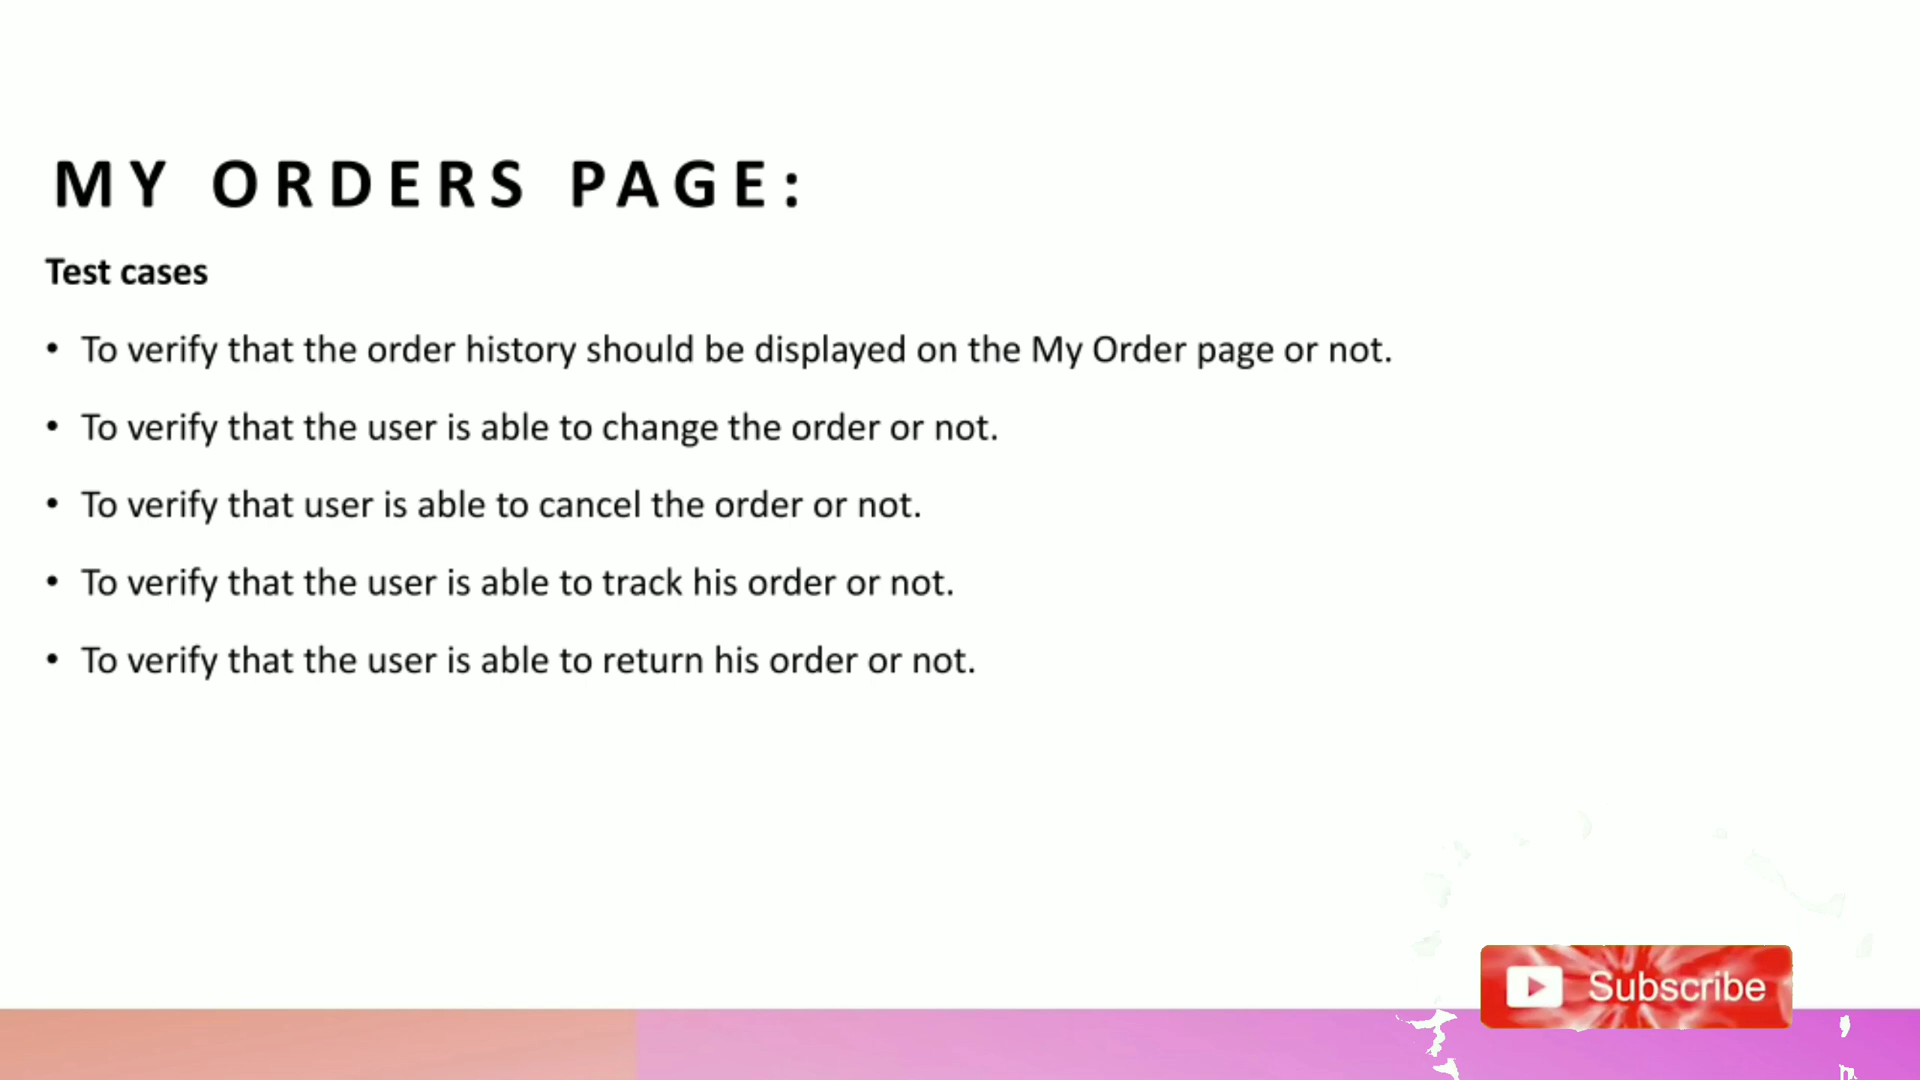 MY ORDERS PAGE:
Test cases
• To verify that the order history should be displayed on the My Order page or not.
• To verify that the user is able to change the order or not.
• To verify that user is able to cancel the order or not.
• To verify that the user is able to track his order or not.
• To verify that the user is able to return his order or not.
Subscribe